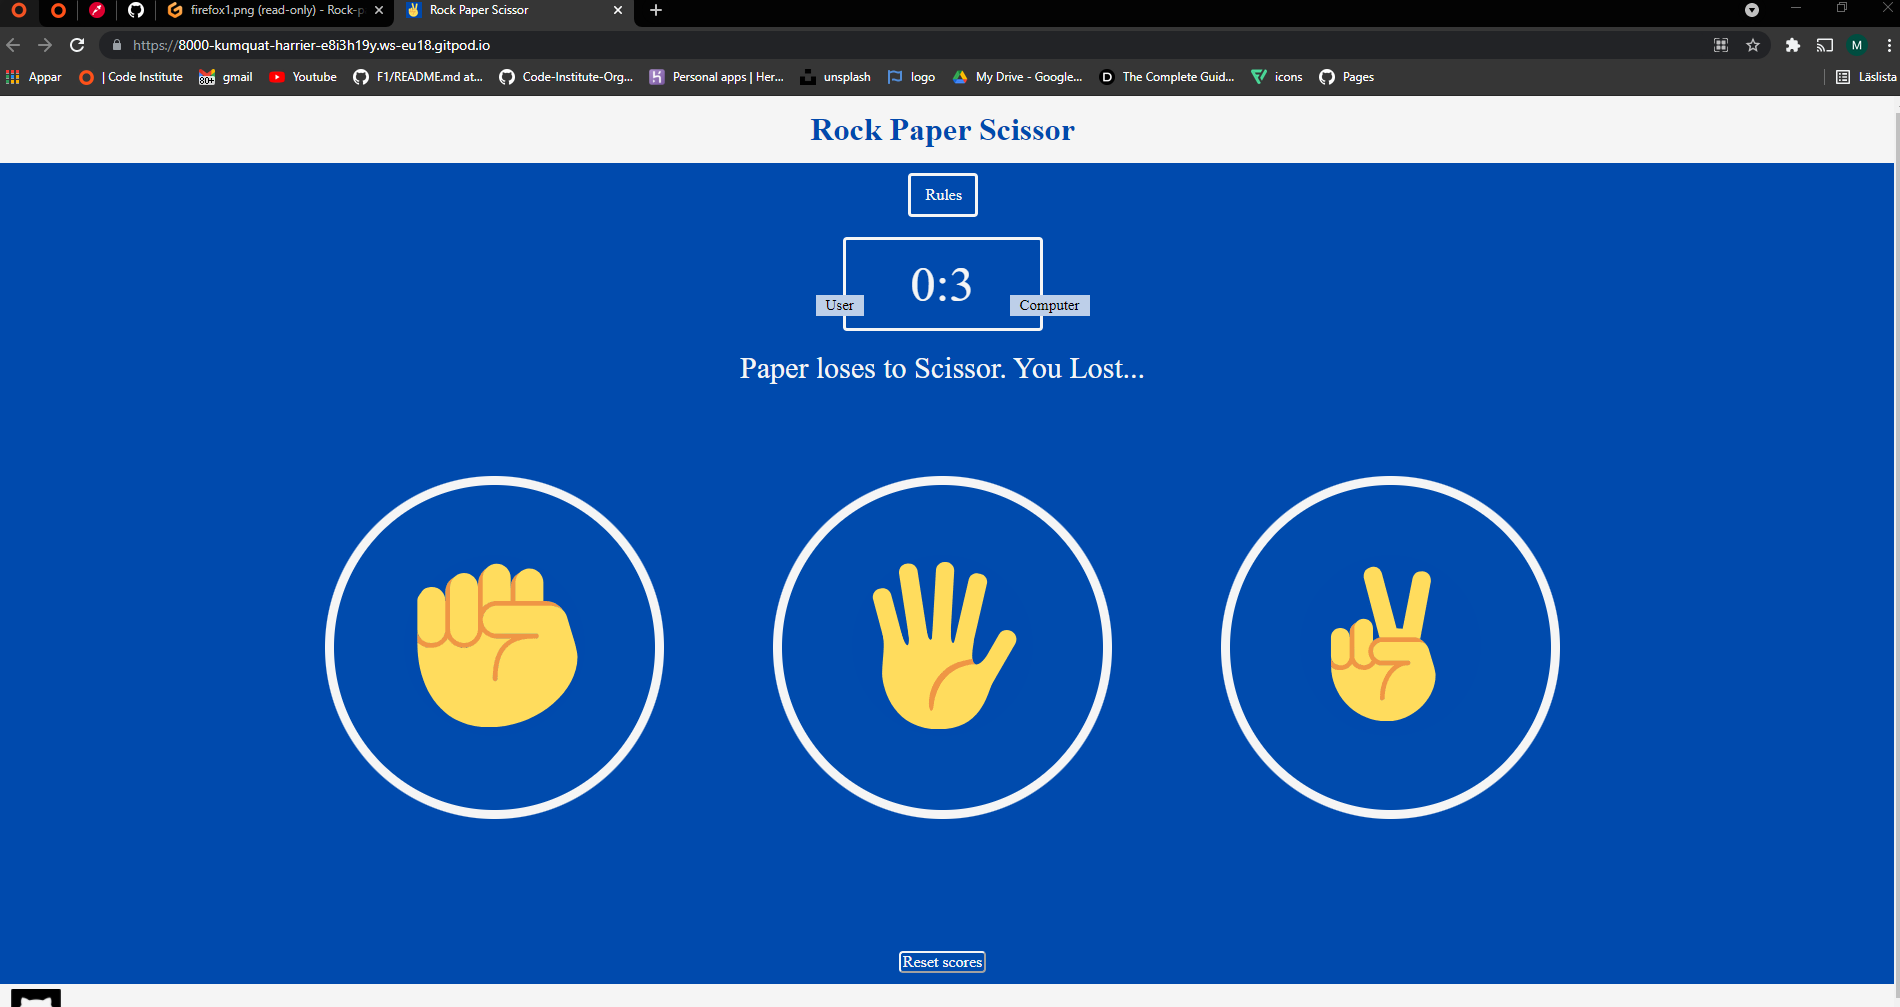 firefox1.png (read-only) - Rock-p
Rock Paper Scissor
https://8000-kumquat-harrier-e8i3h19y.ws-eu18.gitpod.io
M
Appar
| Code Institute
80+
gmail
Youtube
F1/README.md at...
Code-Institute-Org...
Personal apps | Her...
unsplash
logo
My Drive - Google...
D
The Complete Guid...
icons
Pages
Läslista
Rock Paper Scissor
Rules
0:3
User
Computer
Paper loses to Scissor. You Lost...
Reset scores